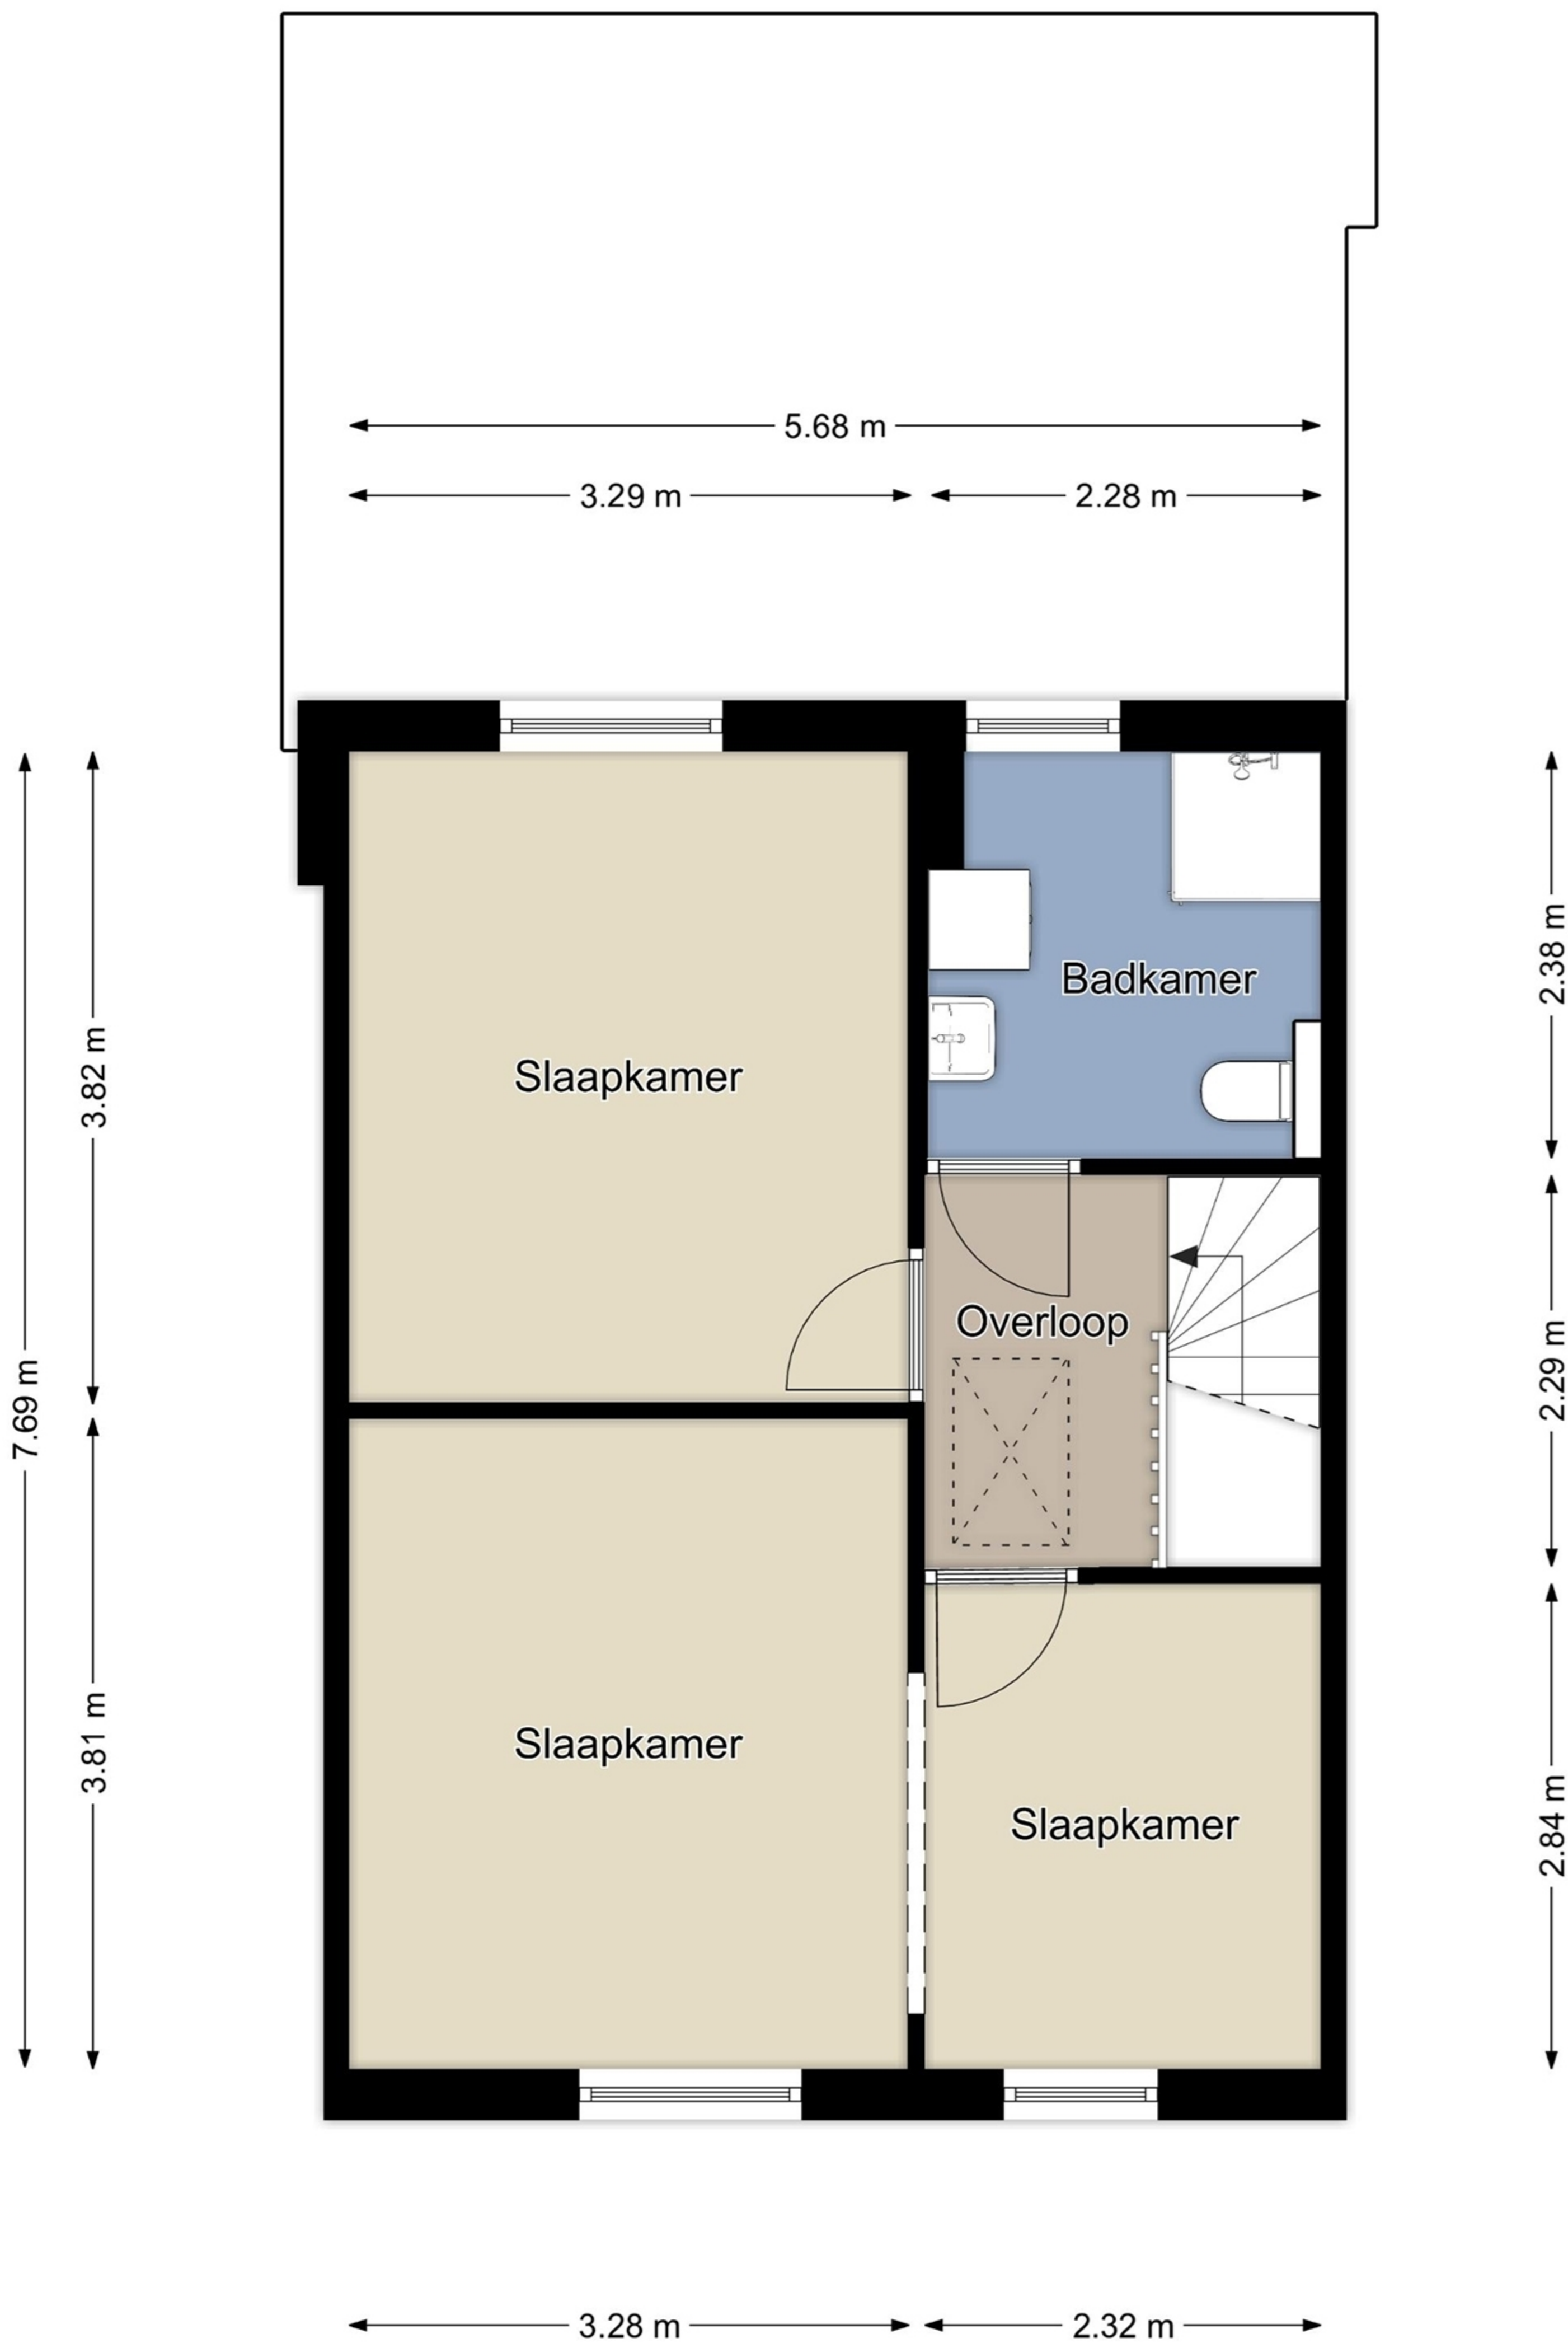 5.68 m
3.29 m
2.28 m
Badkamer
2.38 m
3.82 m
Slaapkamer
Overloop
2.29 m
7.69 m
Slaapkamer
3.81 m
Slaapkamer
2.84 m
3.28 m
2.32 m